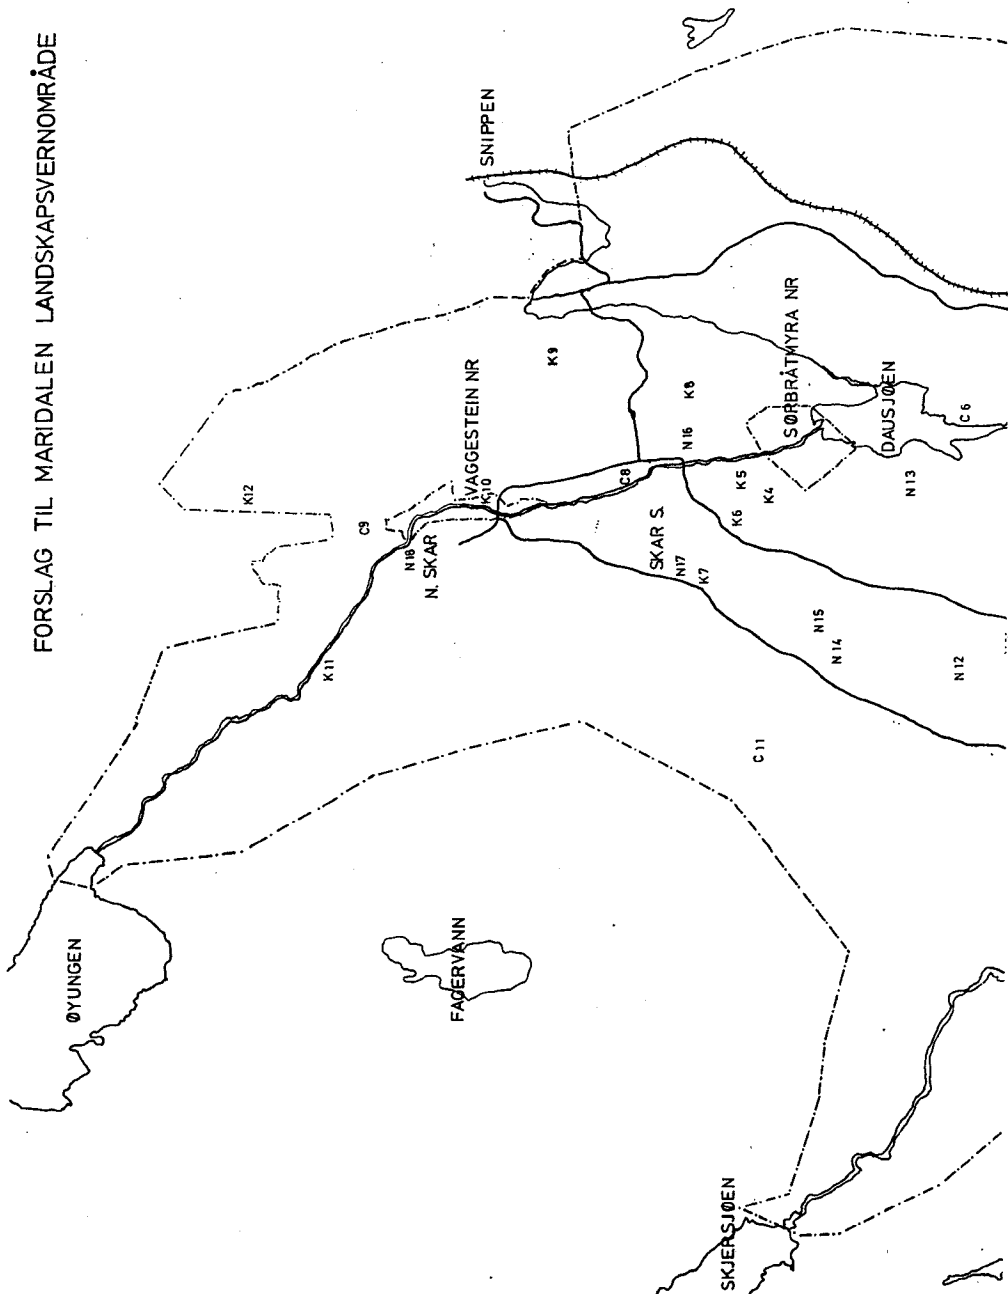 FORSLAG TIL MARIDALEN LANDSKAPSVERNOMRÅDE
ØYUNGEN
SKJERSJØEN
FAGERVANN
K11
N. SKAR
N18
C9
K12
K10
VAGGESTEIN NR
SNIPPEN
K9
C11
SKAR S.
N17
K7
C8
N16
K8
K6
K5
K4
SØRBRÅTMYRA NR
N15
N14
N12
N13
DAUSJØEN
C6